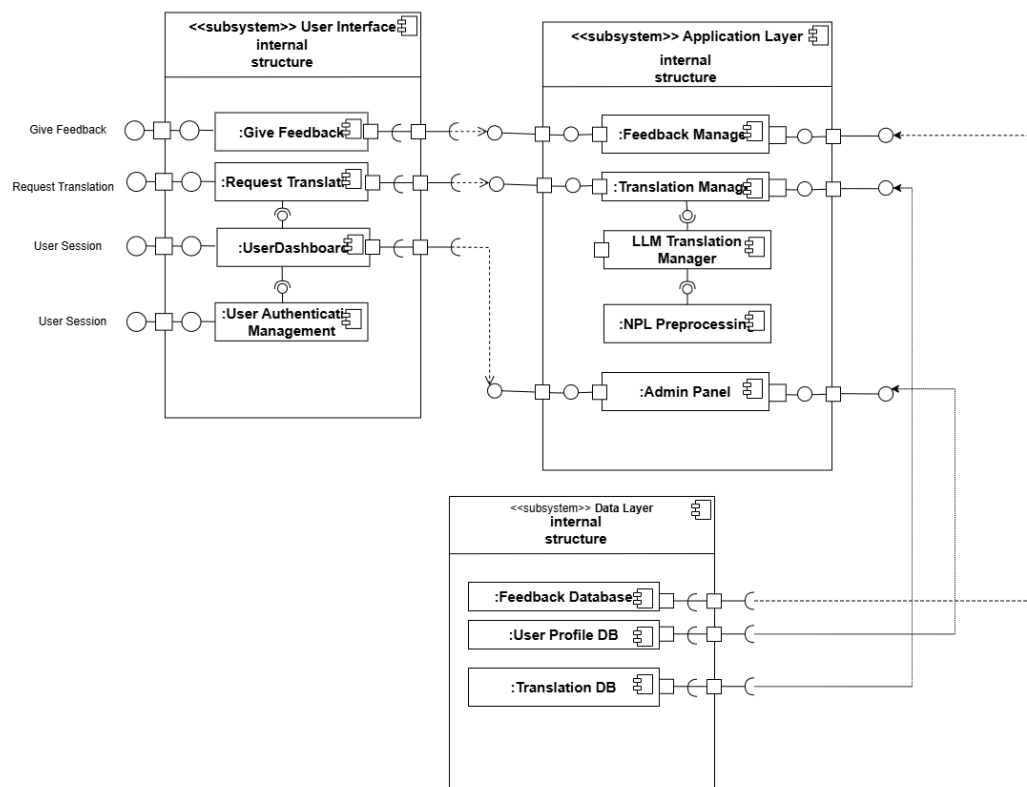 <<subsystem>> User Interface
internal
structure
Give Feedback
:Give Feedback
Request Translation
:Request Translati
User Session
:UserDashboard
User Session
:User Authenticati
Management
<<subsystem>> Application Layer
internal
structure
:Feedback Manage
:Translation Manag
LLM Translation
Manager
:NPL Preprocessing
:Admin Panel
<<subsystem>> Data Layer
internal
structure
:Feedback Database
:User Profile DB
:Translation DB